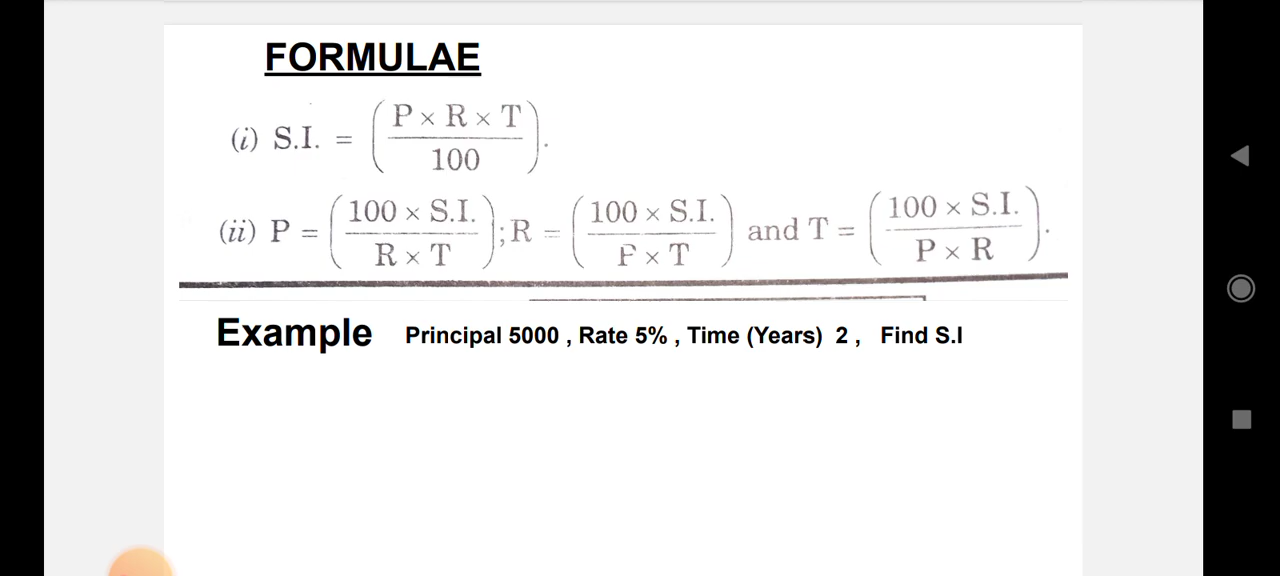 FORMULAE
(i) S.I. = (P × R × T / 100).
(ii) P = (100 × S.I. / R × T); R = (100 × S.I. / P × T) and T = (100 × S.I. / P × R).
Example Principal 5000 , Rate 5% , Time (Years) 2 , Find S.I